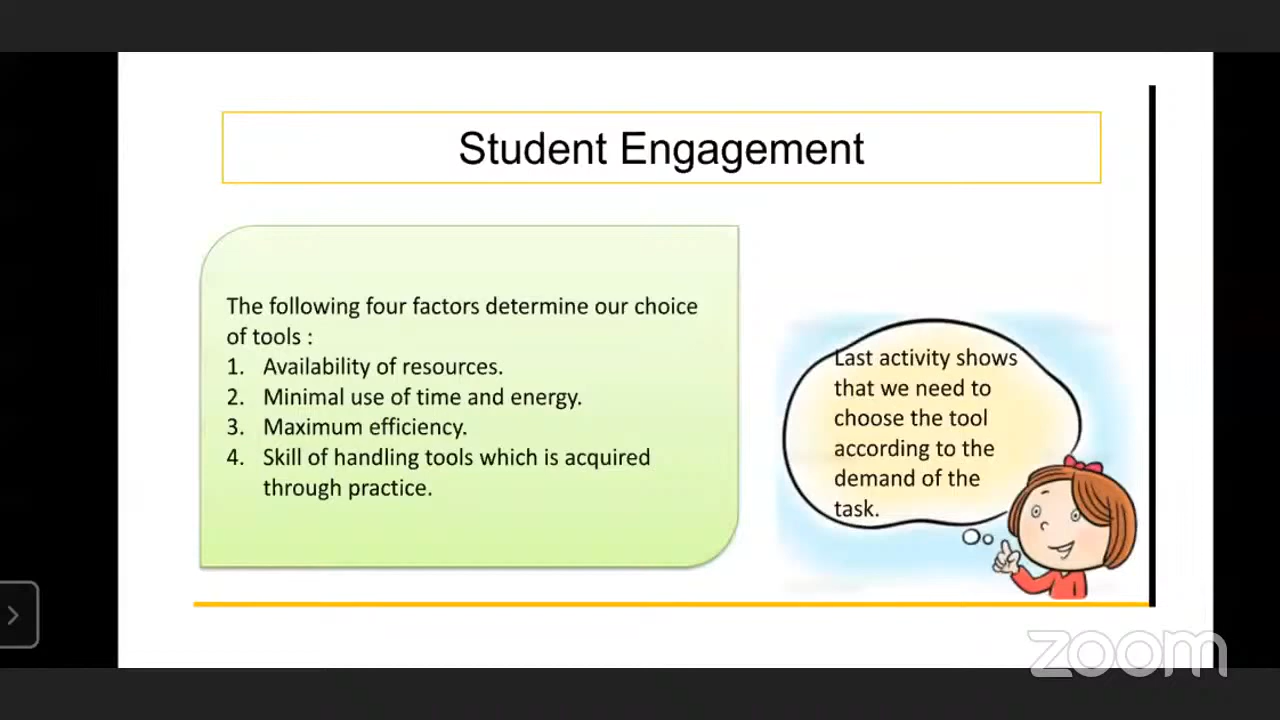 Student Engagement
The following four factors determine our choice
of tools :
1. Availability of resources.
2. Minimal use of time and energy.
3. Maximum efficiency.
4. Skill of handling tools which is acquired
through practice.
Last activity shows
that we need to
choose the tool
according to the
demand of the
task.
zoom